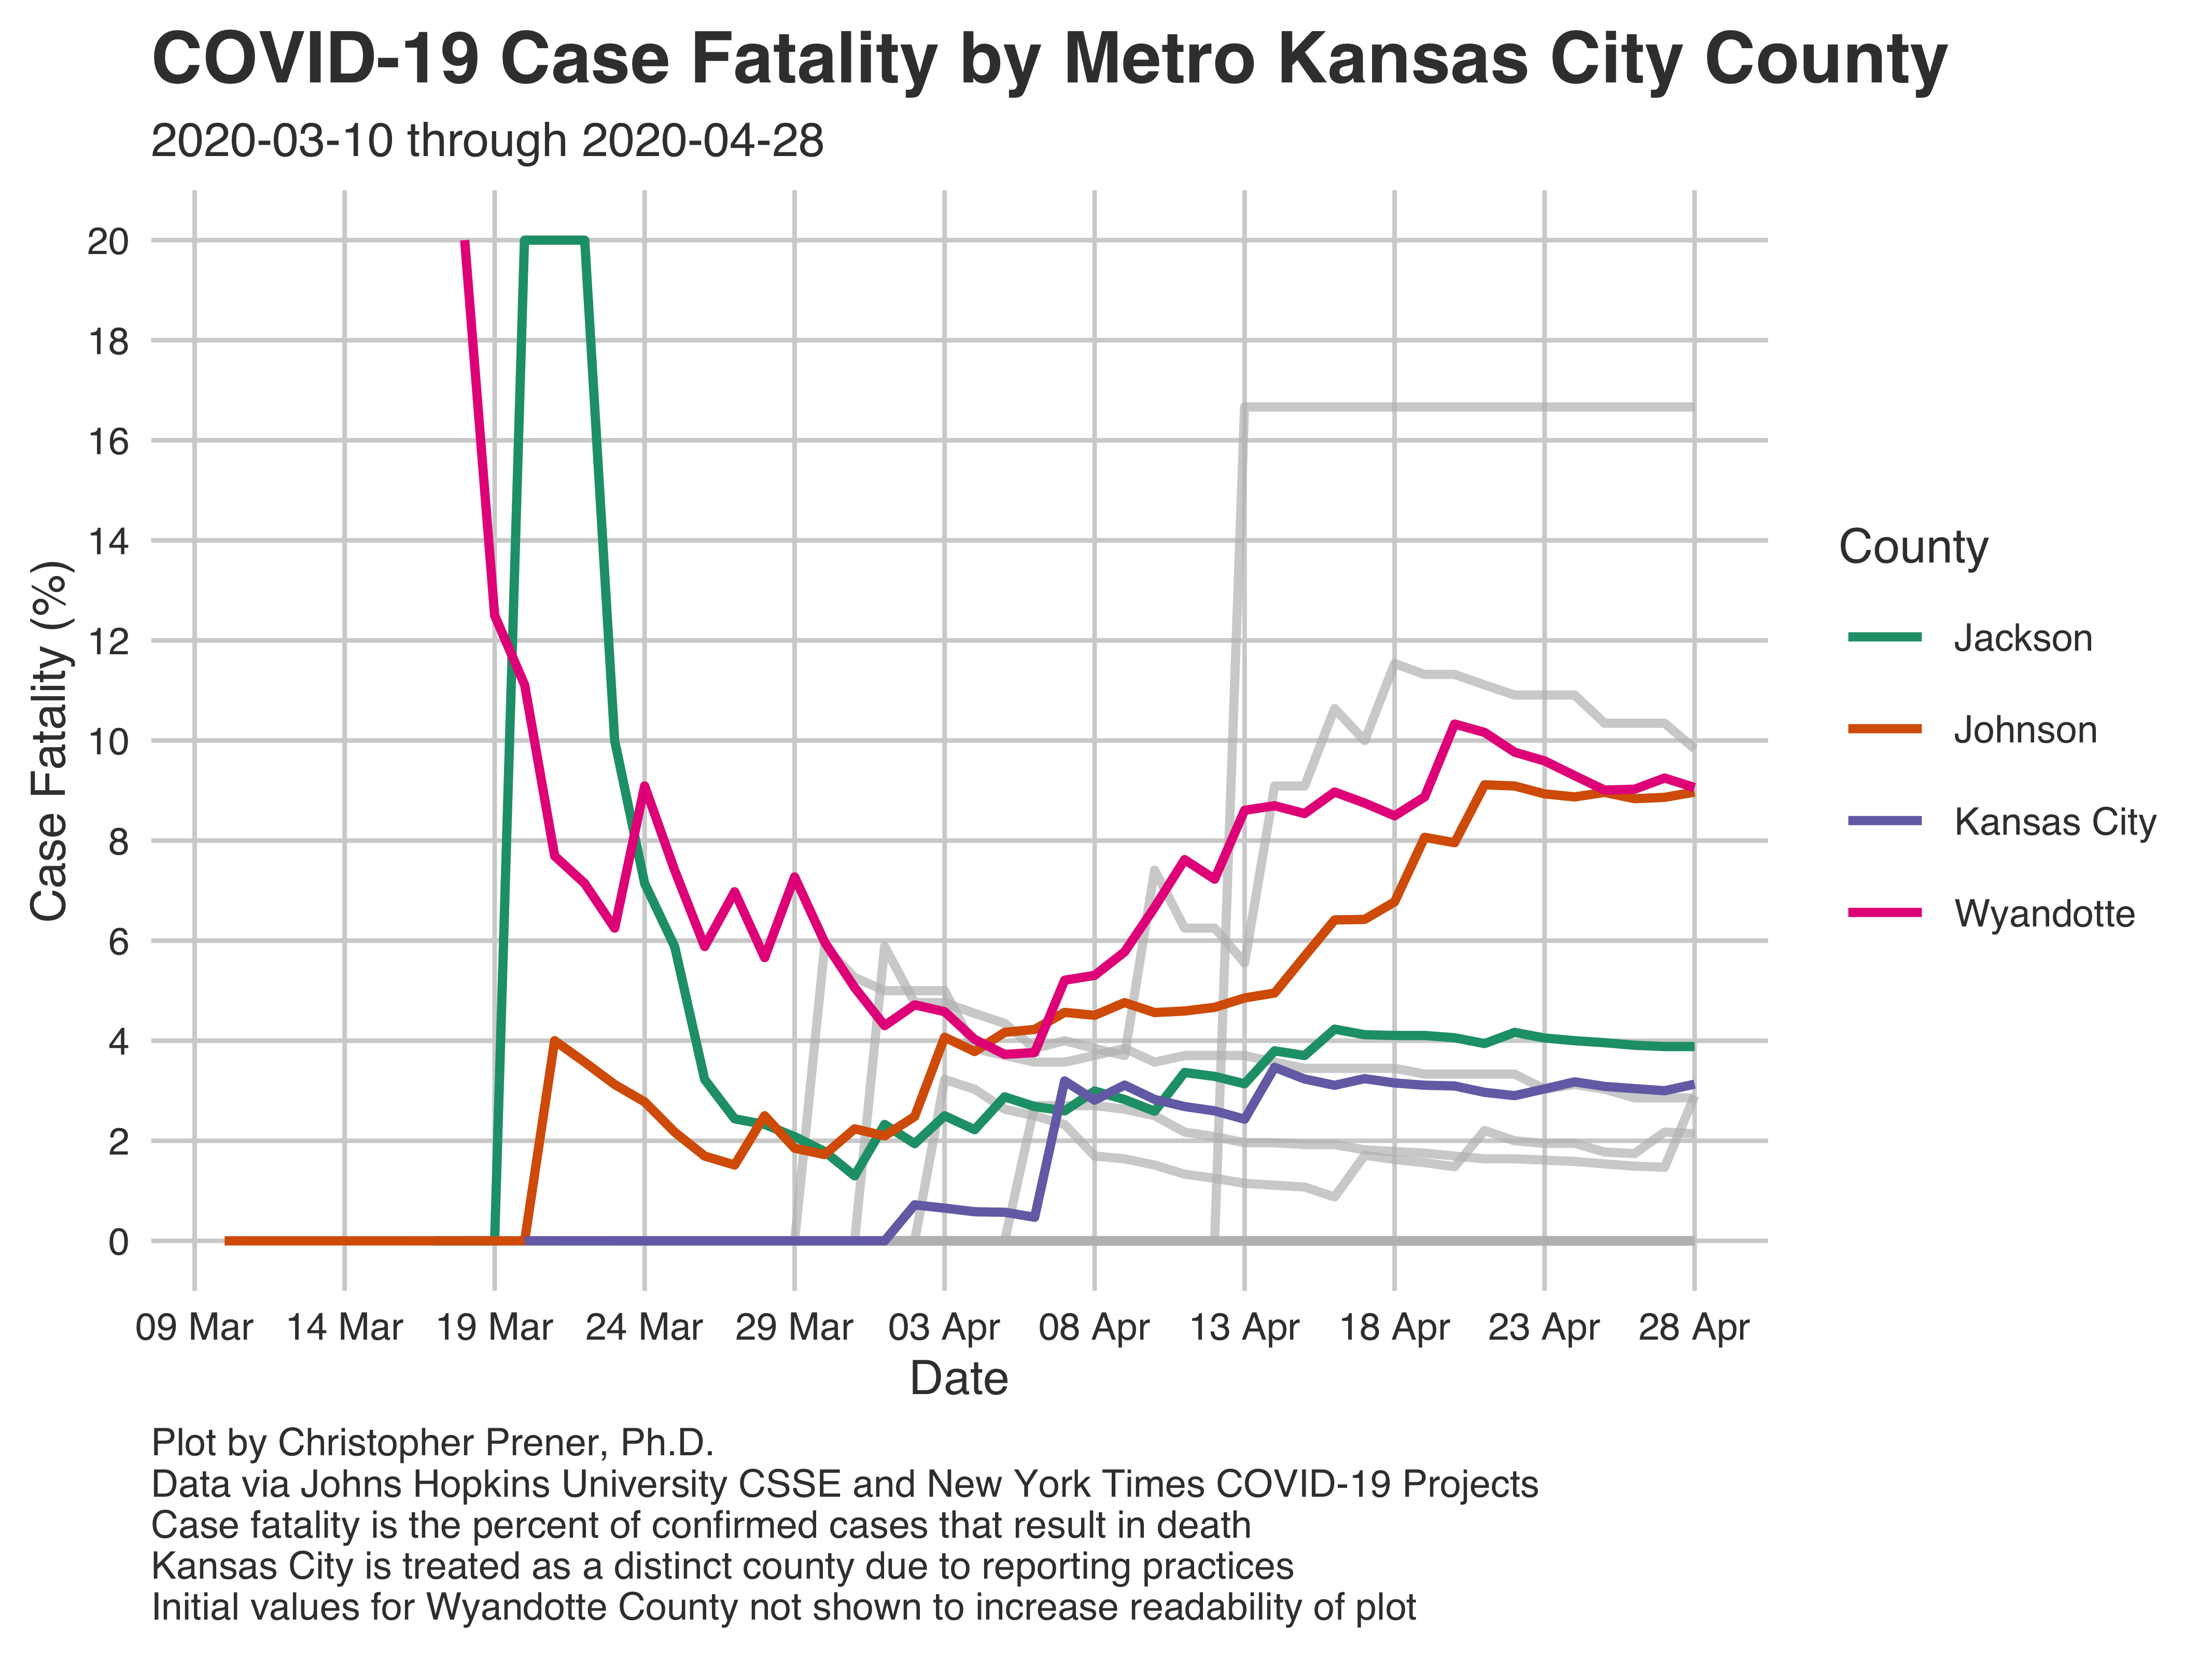 COVID-19 Case Fatality by Metro Kansas City County
2020-03-10 through 2020-04-28
20
18
16
14
12
10
8
6
4
2
0
Case Fatality (%)
09 Mar 14 Mar 19 Mar 24 Mar 29 Mar 03 Apr 08 Apr 13 Apr 18 Apr 23 Apr 28 Apr
Date
County
Jackson
Johnson
Kansas City
Wyandotte
Plot by Christopher Prener, Ph.D.
Data via Johns Hopkins University CSSE and New York Times COVID-19 Projects
Case fatality is the percent of confirmed cases that result in death
Kansas City is treated as a distinct county due to reporting practices
Initial values for Wyandotte County not shown to increase readability of plot